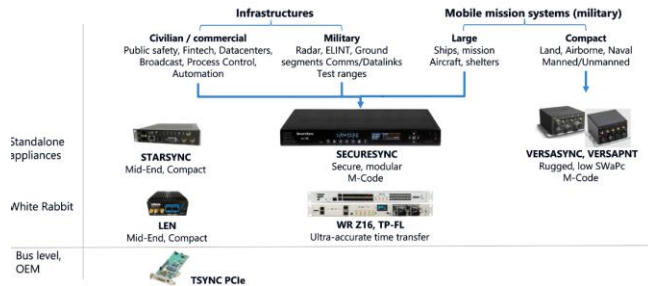 Infrastructures
Mobile mission systems (military)
Civilian / commercial
Public safety, Fintech, Datacenters,
Broadcast, Process Control,
Automation
Military
Radar, ELINT, Ground
segments Comms/Datalinks
Test ranges
Large
Ships, mission
Aircraft, shelters
Compact
Land, Airborne, Naval
Manned/Unmanned
Standalone
appliances
STARSYNC
Mid-End, Compact
SECURESYNC
Secure, modular
M-Code
VERSASYNC, VERSAPNT
Rugged, low SWaPc
M-Code
White Rabbit
LEN
Mid-End, Compact
WR Z16, TP-FL
Ultra-accurate time transfer
Bus level,
OEM
TSYNC PCIe